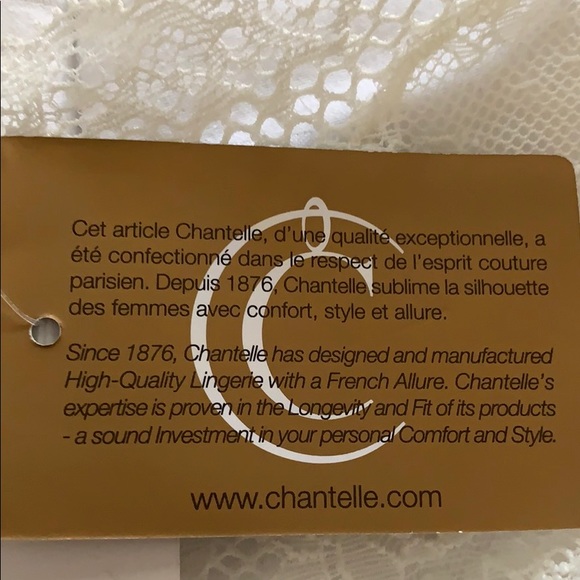 Cet article Chantelle, d'une qualité exceptionnelle, a
été confectionné dans le respect de l'esprit couture
parisien. Depuis 1876, Chantelle sublime la silhouette
des femmes avec confort, style et allure.
Since 1876, Chantelle has designed and manufactured
High-Quality Lingerie with a French Allure. Chantelle's
expertise is proven in the Longevity and Fit of its products
- a sound Investment in your personal Comfort and Style.
www.chantelle.com